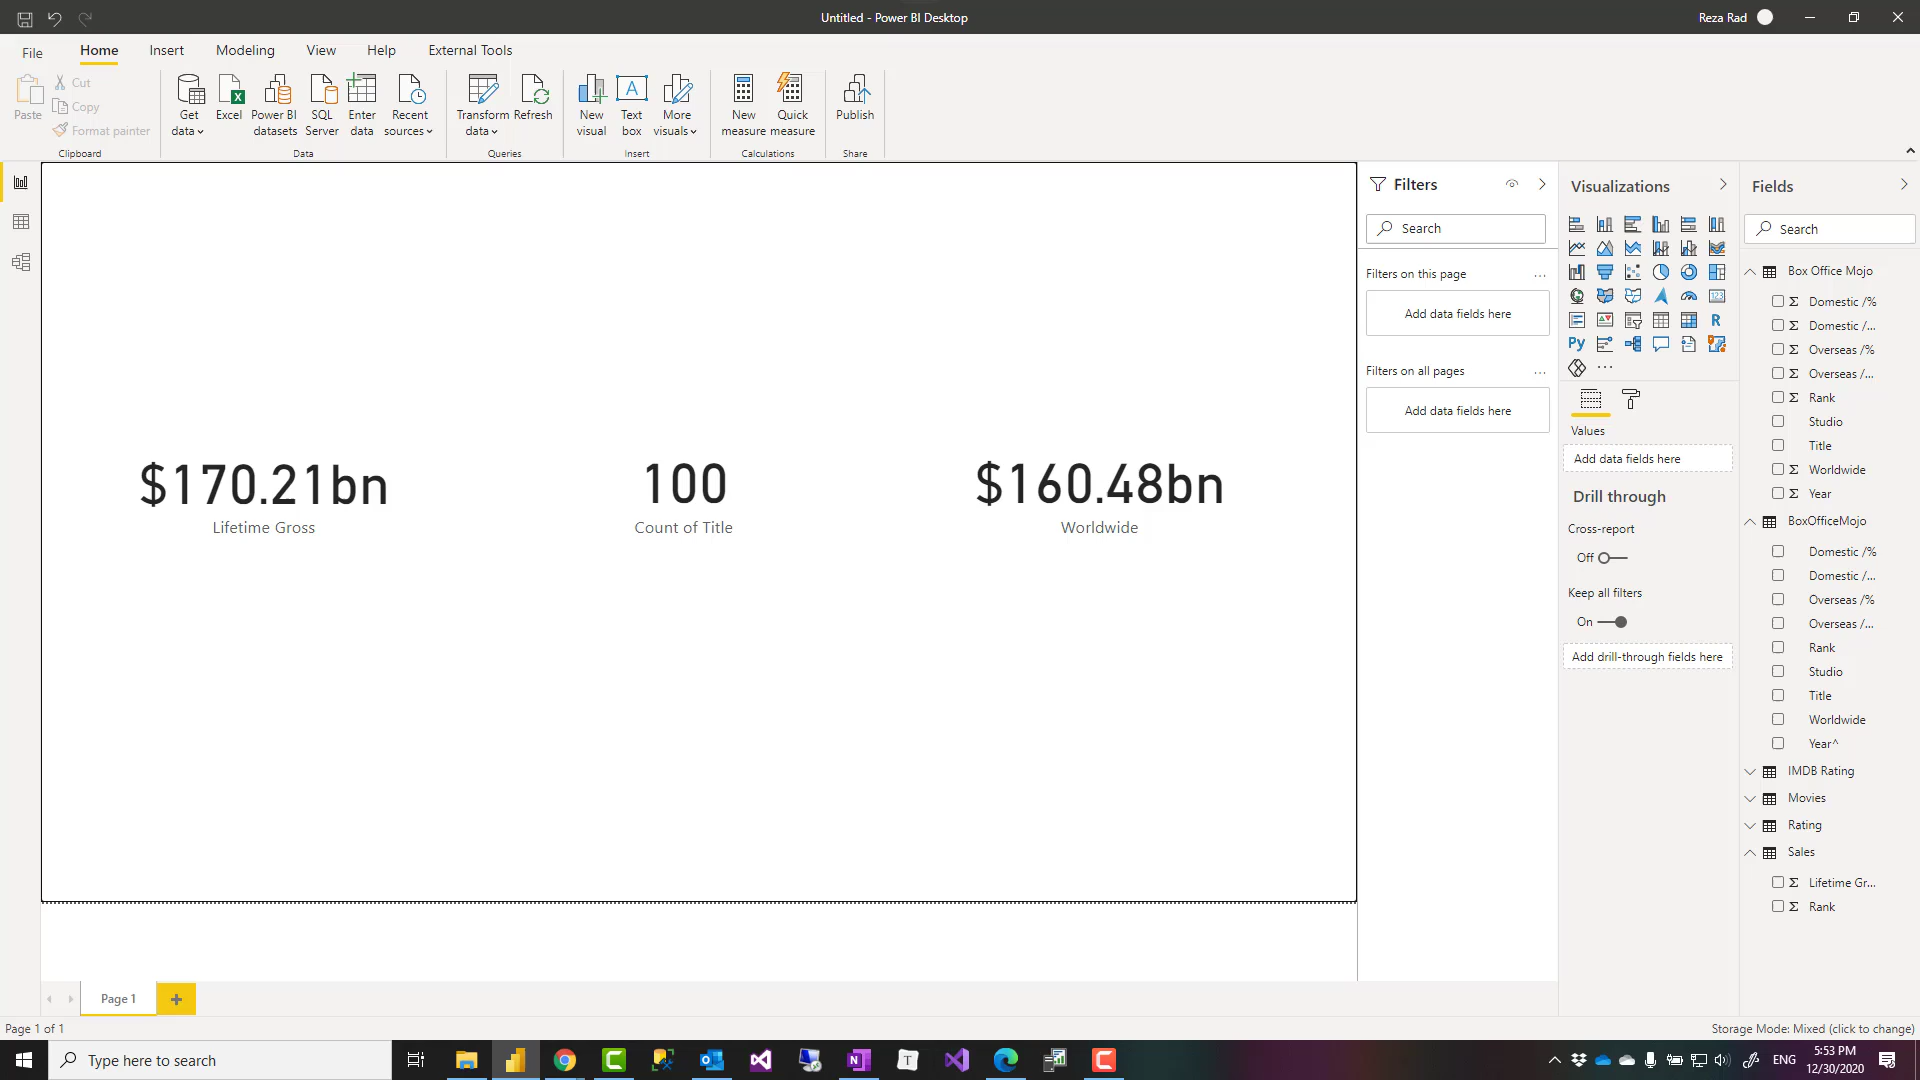 Untitled - Power BI Desktop
Reza Rad
File
Home
Insert
Modeling
View
Help
External Tools
Paste
Cut
Copy
Format painter
Clipboard
Get data
Excel
Power BI datasets
SQL Server
Enter data
Recent sources
Data
Transform data
Refresh
Queries
New visual
Text box
More visuals
Insert
New measure
Quick measure
Calculations
Publish
Share
$170.21bn
Lifetime Gross
100
Count of Title
$160.48bn
Worldwide
Filters
Search
Filters on this page
...
Add data fields here
Filters on all pages
...
Add data fields here
Visualizations
123
R
Py
...
Values
Add data fields here
Drill through
Cross-report
Off
Keep all filters
On
Add drill-through fields here
Fields
Search
Box Office Mojo
Σ Domestic /%
Σ Domestic /...
Σ Overseas /%
Σ Overseas /...
Σ Rank
Studio
Title
Σ Worldwide
Σ Year
BoxOfficeMojo
Domestic /%
Domestic /...
Overseas /%
Overseas /...
Rank
Studio
Title
Worldwide
Year^
IMDB Rating
Movies
Rating
Sales
Σ Lifetime Gr...
Σ Rank
Page 1
+
Page 1 of 1
Storage Mode: Mixed (click to change)
Type here to search
ENG
5:53 PM
12/30/2020